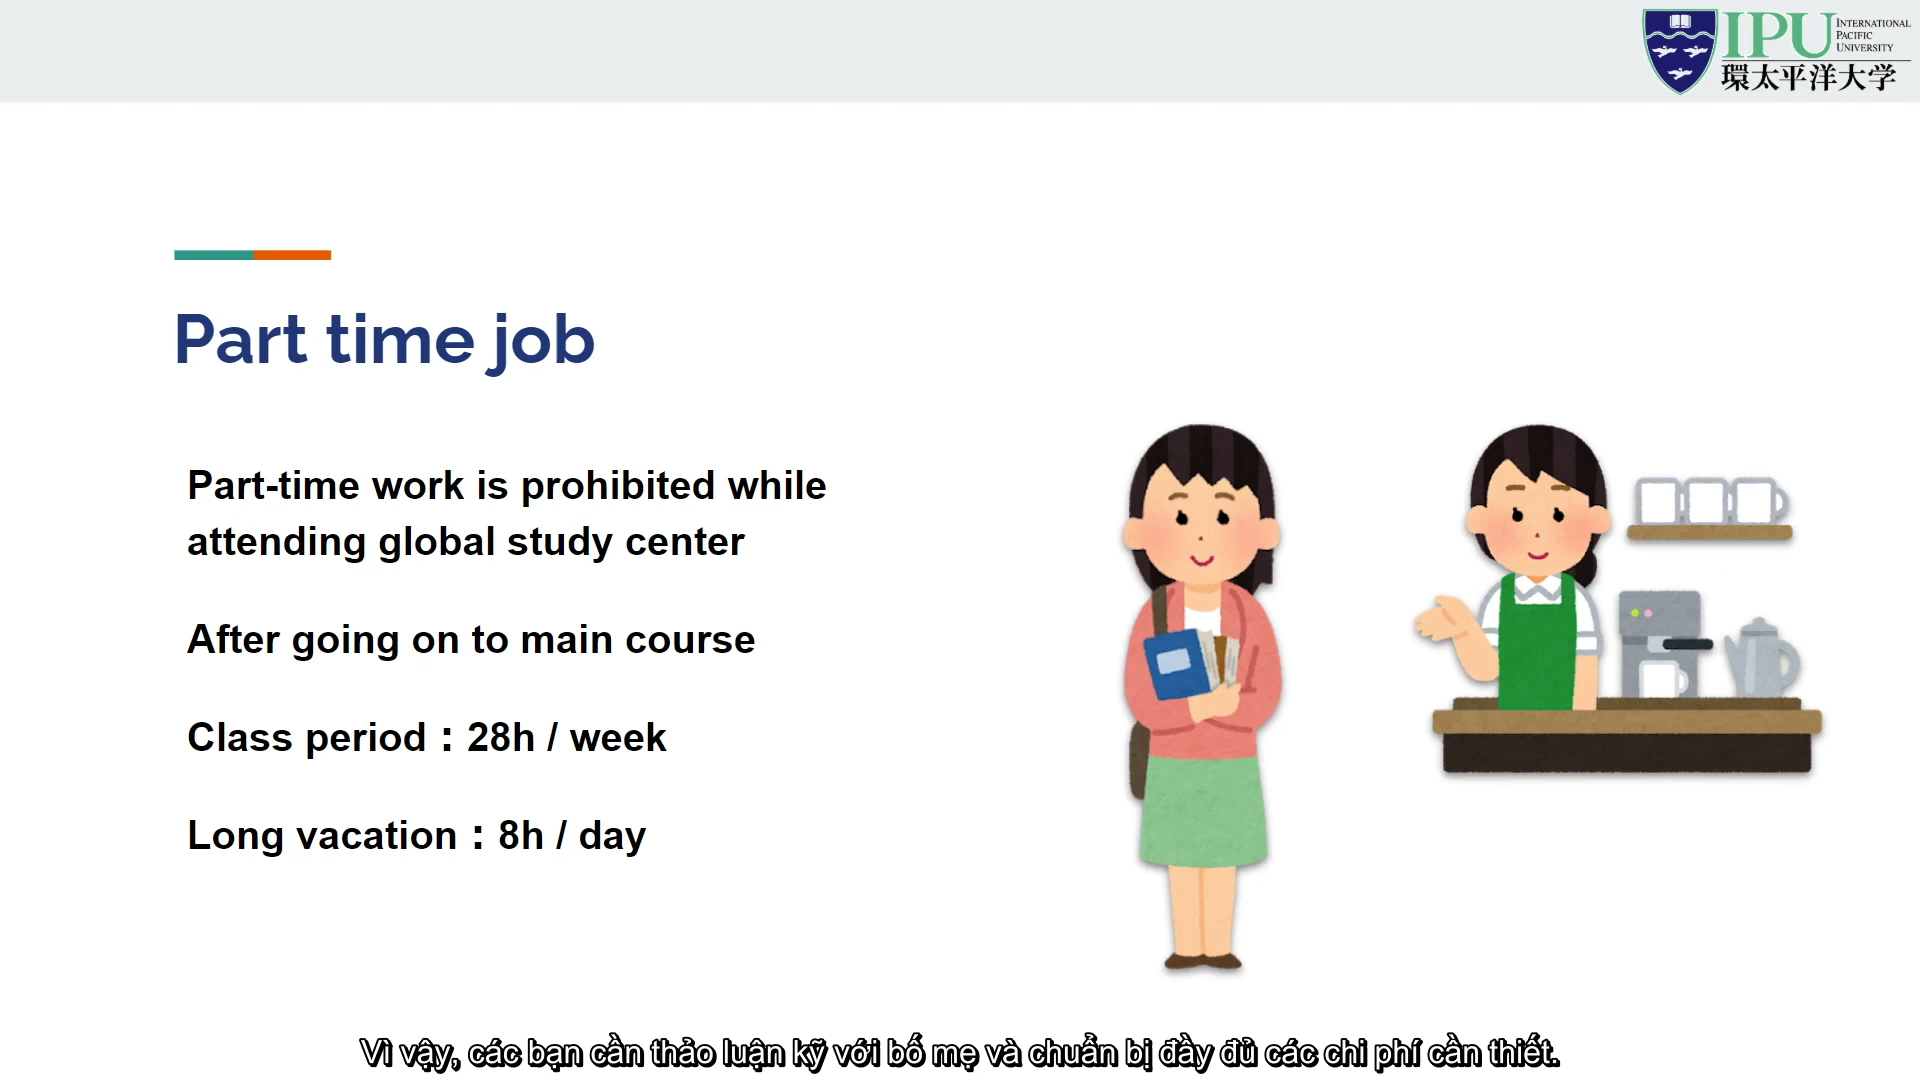 IPU
INTERNATIONAL
PACIFIC
UNIVERSITY
環太平洋大学
Part time job
Part-time work is prohibited while
attending global study center
After going on to main course
Class period：28h / week
Long vacation：8h / day
Vì vậy, các bạn cần thảo luận kỹ với bố mẹ và chuẩn bị đầy đủ các chi phí cần thiết.